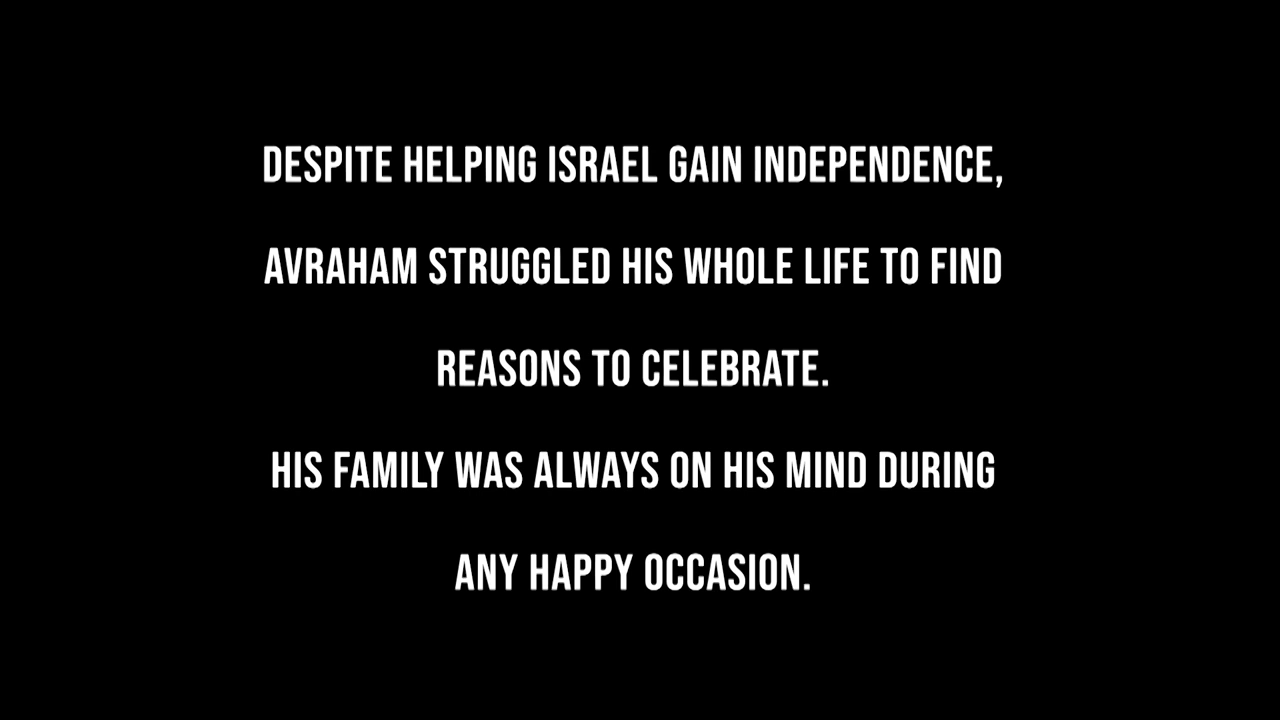 DESPITE HELPING ISRAEL GAIN INDEPENDENCE,
AVRAHAM STRUGGLED HIS WHOLE LIFE TO FIND
REASONS TO CELEBRATE.
HIS FAMILY WAS ALWAYS ON HIS MIND DURING
ANY HAPPY OCCASION.